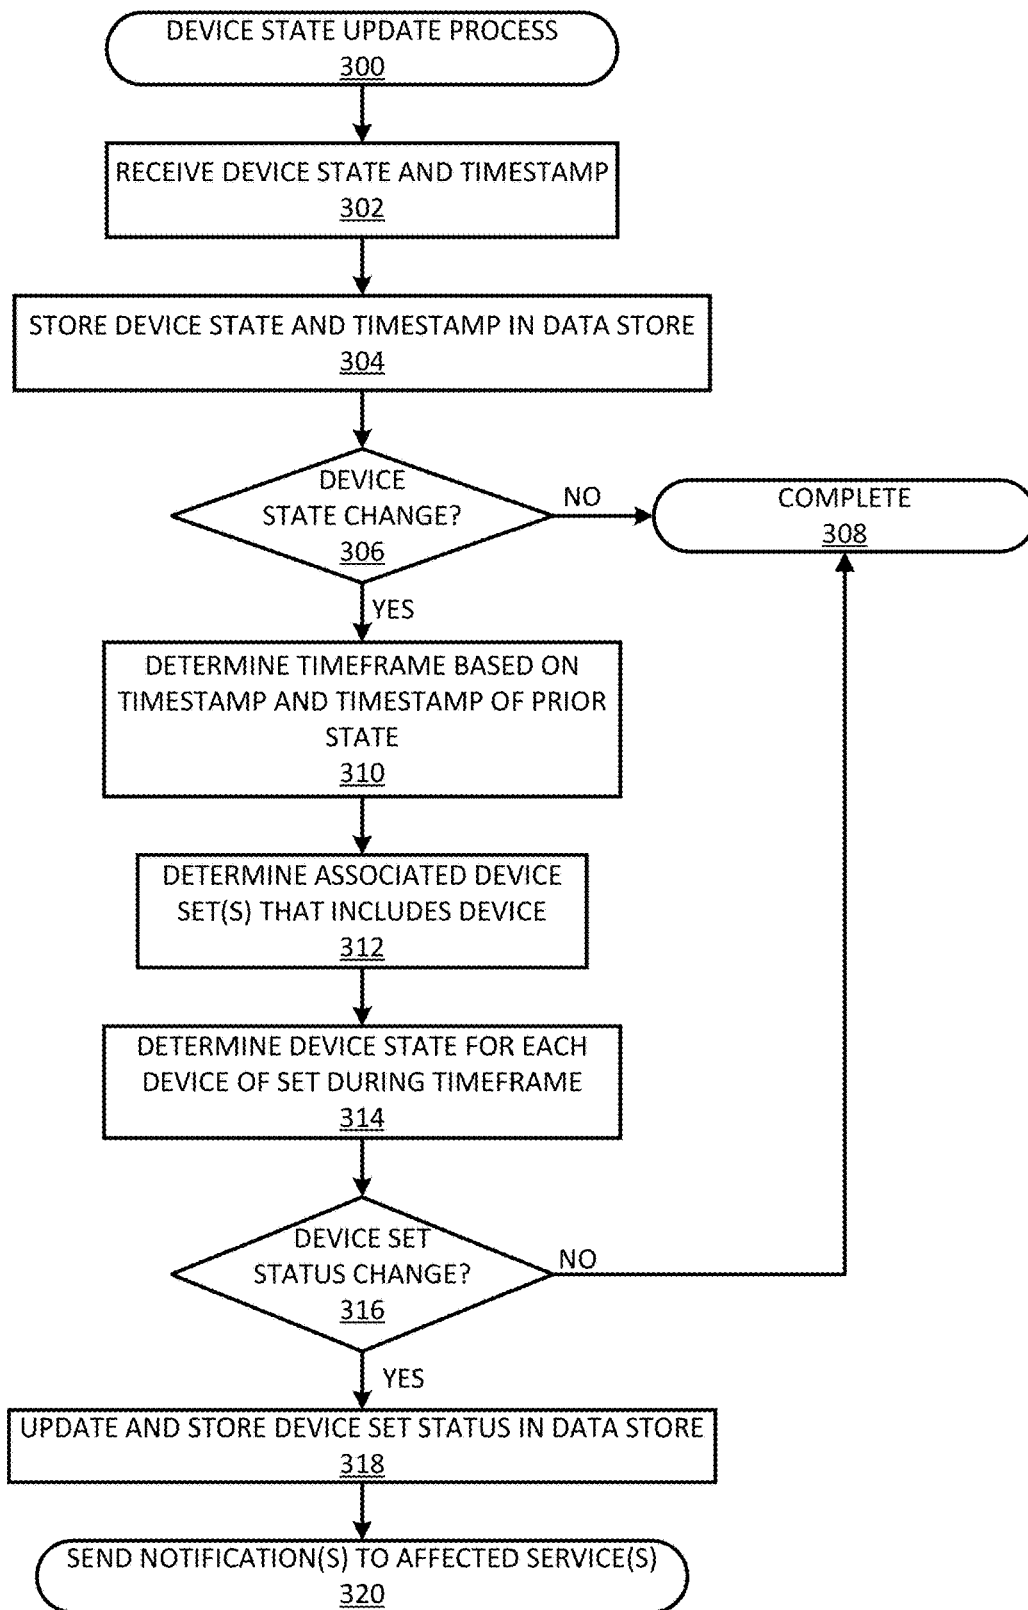 DEVICE STATE UPDATE PROCESS
300
RECEIVE DEVICE STATE AND TIMESTAMP
302
STORE DEVICE STATE AND TIMESTAMP IN DATA STORE
304
DEVICE
STATE CHANGE?
306
NO
COMPLETE
308
YES
DETERMINE TIMEFRAME BASED ON
TIMESTAMP AND TIMESTAMP OF PRIOR
STATE
310
DETERMINE ASSOCIATED DEVICE
SET(S) THAT INCLUDES DEVICE
312
DETERMINE DEVICE STATE FOR EACH
DEVICE OF SET DURING TIMEFRAME
314
DEVICE SET
STATUS CHANGE?
316
NO
YES
UPDATE AND STORE DEVICE SET STATUS IN DATA STORE
318
SEND NOTIFICATION(S) TO AFFECTED SERVICE(S)
320